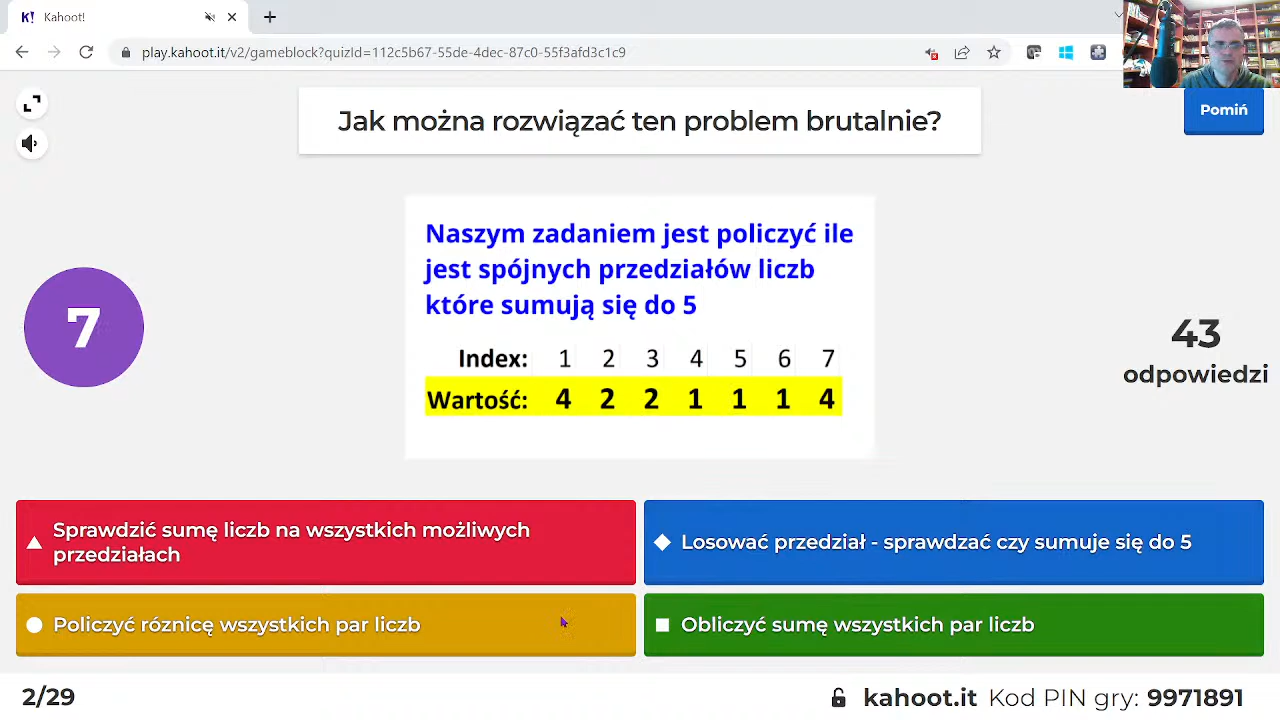 K! Kahoot!
play.kahoot.it/v2/gameblock?quizId=112c5b67-55de-4dec-87c0-55f3afd3c1c9
Jak można rozwiązać ten problem brutalnie?
Pomiń
Naszym zadaniem jest policzyć ile
jest spójnych przedziałów liczb
które sumują się do 5
7
43
odpowiedzi
Index: 1 2 3 4 5 6 7
Wartość: 4 2 2 1 1 1 4
Sprawdzić sumę liczb na wszystkich możliwych
przedziałach
Losować przedział - sprawdzać czy sumuje się do 5
Policzyć róznicę wszystkich par liczb
Obliczyć sumę wszystkich par liczb
2/29
kahoot.it Kod PIN gry: 9971891